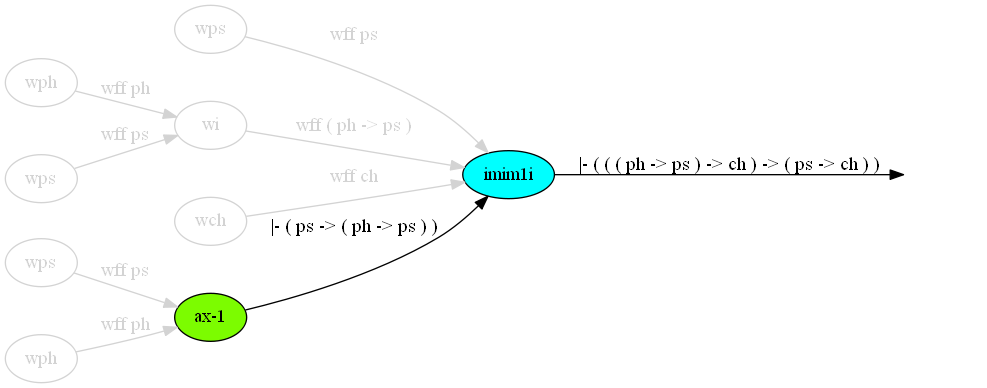 wps
wff ps
wph
wff ph
wi
wff ( ph -> ps )
wff ps
wps
wff ch
imim1i
|- ( ( ( ph -> ps ) -> ch ) -> ( ps -> ch ) )
wch
|- ( ps -> ( ph -> ps ) )
wps
wff ps
ax-1
wff ph
wph